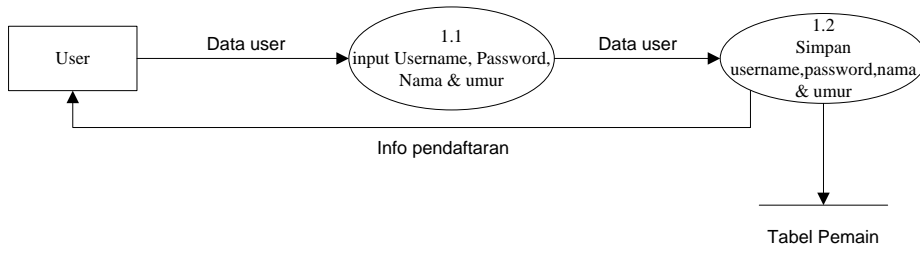 User
Data user
1.1
input Username, Password,
Nama & umur
Data user
1.2
Simpan
username,password,nama
& umur
Info pendaftaran
Tabel Pemain